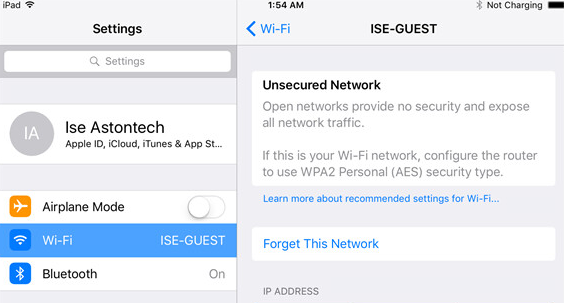 iPad
1:54 AM
Not Charging
Settings
Settings
IA
Ise Astontech
Apple ID, iCloud, iTunes & App St...
Airplane Mode
Wi-Fi
ISE-GUEST
Bluetooth
On
Wi-Fi
ISE-GUEST
Unsecured Network
Open networks provide no security and expose
all network traffic.
If this is your Wi-Fi network, configure the router
to use WPA2 Personal (AES) security type.
Learn more about recommended settings for Wi-Fi...
Forget This Network
IP ADDRESS